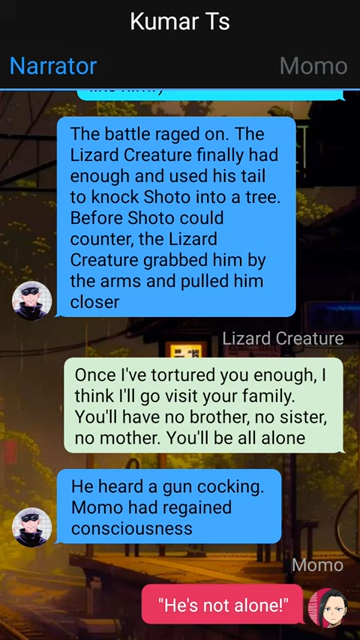 Kumar Ts
Narrator
Momo
The battle raged on. The
Lizard Creature finally had
enough and used his tail
to knock Shoto into a tree.
Before Shoto could
counter, the Lizard
Creature grabbed him by
the arms and pulled him
closer
Lizard Creature
Once I've tortured you enough, I
think I'll go visit your family.
You'll have no brother, no sister,
no mother. You'll be all alone
He heard a gun cocking.
Momo had regained
consciousness
Momo
"He's not alone!"